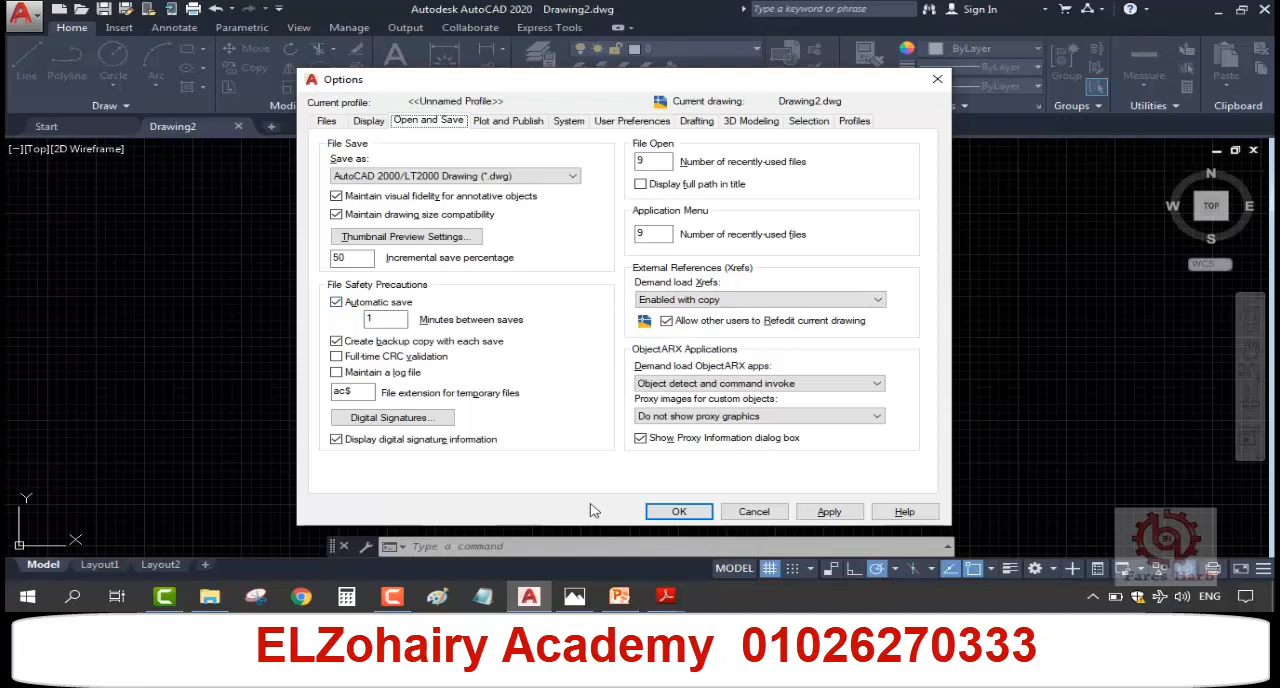 Autodesk AutoCAD 2020 Drawing2.dwg
Type a keyword or phrase
Sign In
Home Insert Annotate Parametric View Manage Output Collaborate Express Tools
Line Polyline Circle Arc
Move
Copy
0
ByLayer
ByLayer
ByLayer
Group
Measure
Paste
Draw
Modi
Groups
Utilities
Clipboard
Start Drawing2
[−][Top][2D Wireframe]
Options
Current profile: <<Unnamed Profile>> Current drawing: Drawing2.dwg
Files Display Open and Save Plot and Publish System User Preferences Drafting 3D Modeling Selection Profiles
File Save
Save as:
AutoCAD 2000/LT2000 Drawing (*.dwg)
Maintain visual fidelity for annotative objects
Maintain drawing size compatibility
Thumbnail Preview Settings...
50 Incremental save percentage
File Safety Precautions
Automatic save
1 Minutes between saves
Create backup copy with each save
Full-time CRC validation
Maintain a log file
ac$ File extension for temporary files
Digital Signatures...
Display digital signature information
File Open
9 Number of recently-used files
Display full path in title
Application Menu
9 Number of recently-used files
External References (Xrefs)
Demand load Xrefs:
Enabled with copy
Allow other users to Refedit current drawing
ObjectARX Applications
Demand load ObjectARX apps:
Object detect and command invoke
Proxy images for custom objects:
Do not show proxy graphics
Show Proxy Information dialog box
OK Cancel Apply Help
N
W TOP E
S
WCS
Y
X
Type a command
Model Layout1 Layout2
MODEL
Fares Harb
ENG
ELZohairy Academy 01026270333